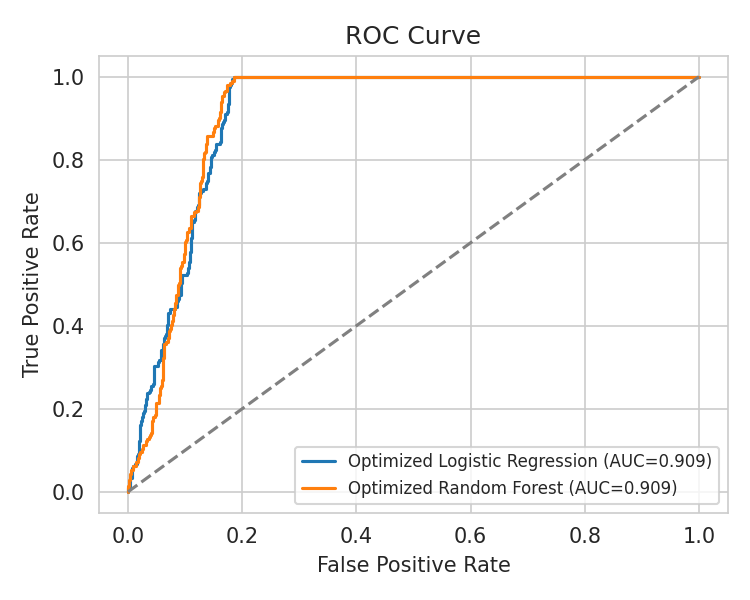 ROC Curve
1.0
0.8
0.6
0.4
0.2
0.0
True Positive Rate
Optimized Logistic Regression (AUC=0.909)
Optimized Random Forest (AUC=0.909)
0.0 0.2 0.4 0.6 0.8 1.0
False Positive Rate